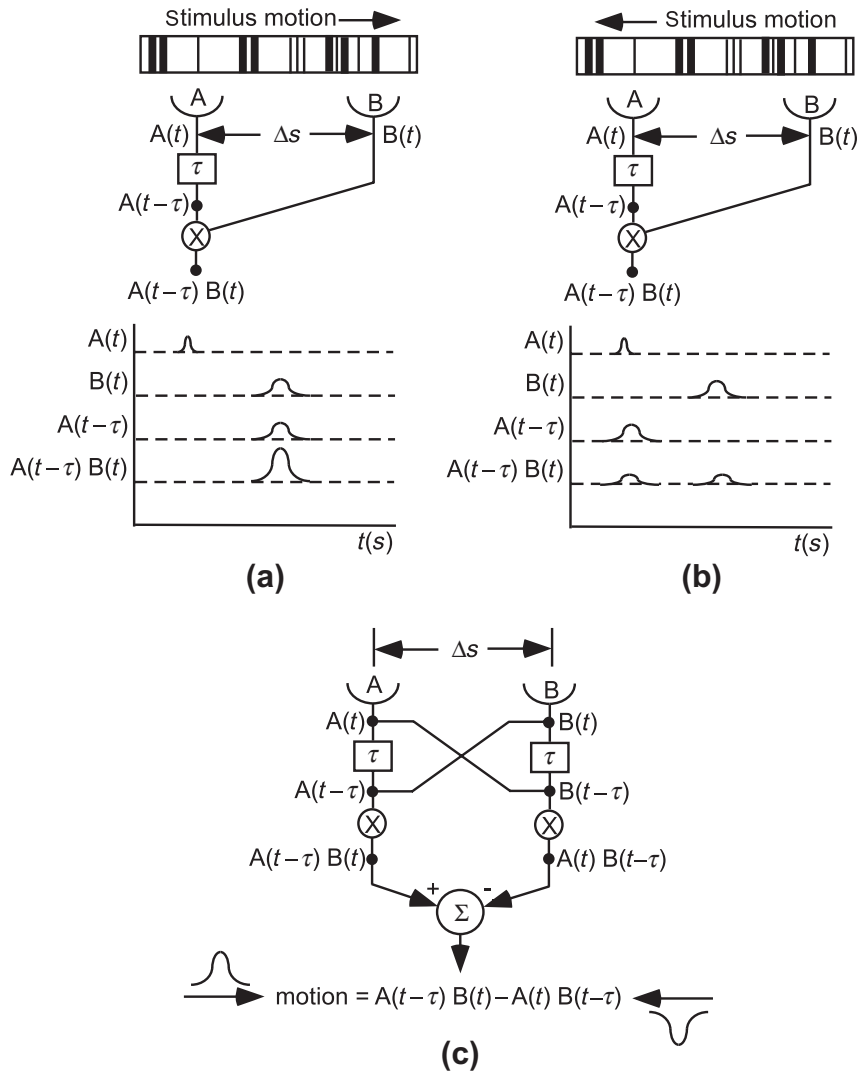 Stimulus motion
A
B
A(t)
Δs
B(t)
τ
A(t−τ)
X
A(t−τ) B(t)
A(t)
B(t)
A(t−τ)
A(t−τ) B(t)
t(s)
(a)
Stimulus motion
A
B
A(t)
Δs
B(t)
τ
A(t−τ)
X
A(t−τ) B(t)
A(t)
B(t)
A(t−τ)
A(t−τ) B(t)
t(s)
(b)
Δs
A
B
A(t)
B(t)
τ
τ
A(t−τ)
B(t−τ)
X
X
A(t−τ) B(t)
A(t) B(t−τ)
+
-
Σ
motion = A(t−τ) B(t)−A(t) B(t−τ)
(c)